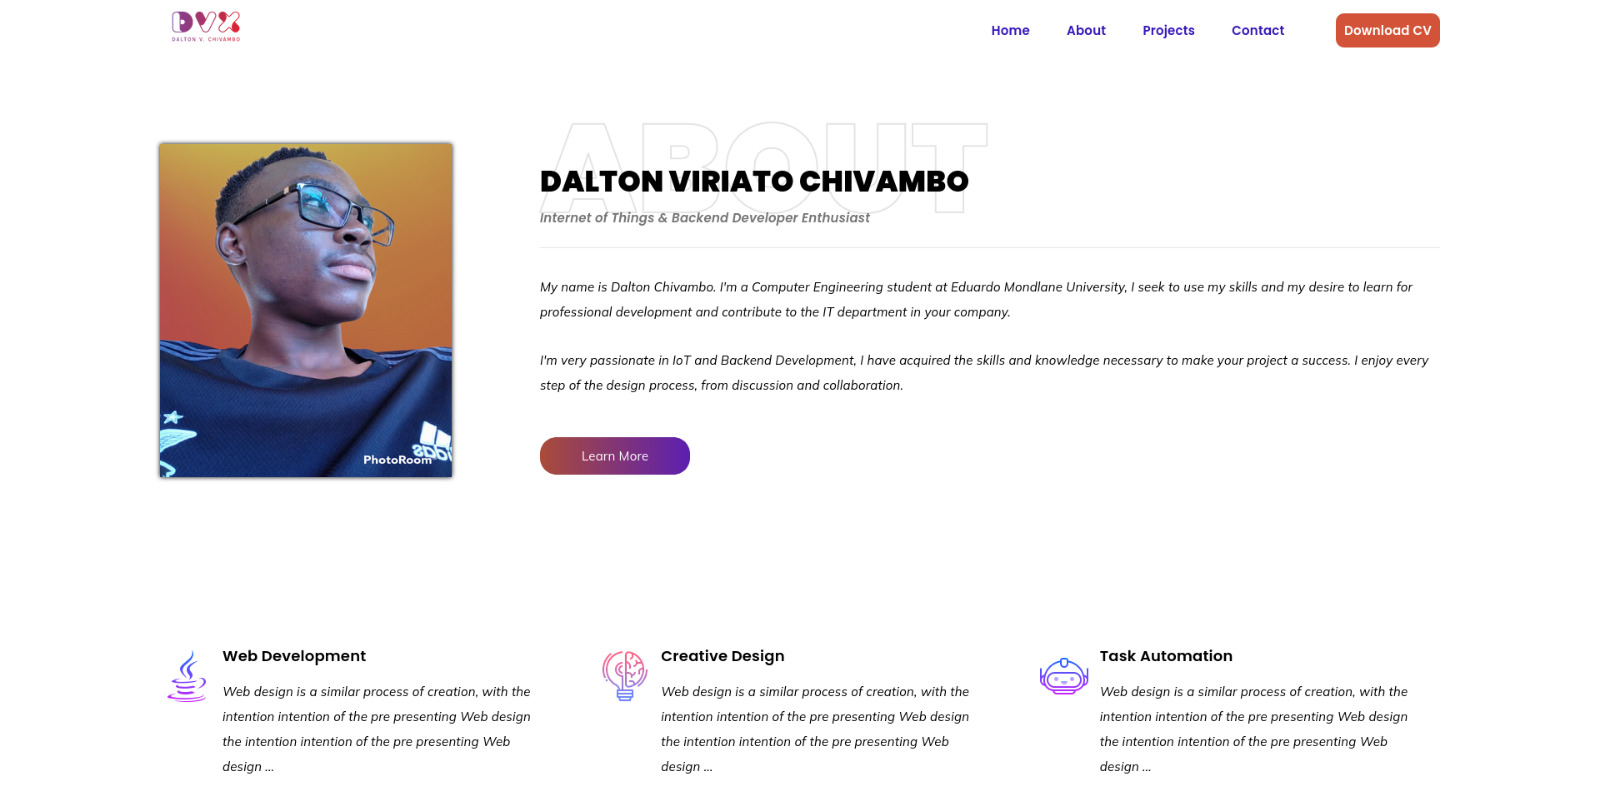 DVX
DALTON V. CHIVAMBO
Home
About
Projects
Contact
Download CV
ABOUT
DALTON VIRIATO CHIVAMBO
Internet of Things & Backend Developer Enthusiast
My name is Dalton Chivambo. I'm a Computer Engineering student at Eduardo Mondlane University, I seek to use my skills and my desire to learn for
professional development and contribute to the IT department in your company.
I'm very passionate in IoT and Backend Development, I have acquired the skills and knowledge necessary to make your project a success. I enjoy every
step of the design process, from discussion and collaboration.
Learn More
adidas
PhotoRoom
Web Development
Web design is a similar process of creation, with the
intention intention of the pre presenting Web design
the intention intention of the pre presenting Web
design ...
Creative Design
Web design is a similar process of creation, with the
intention intention of the pre presenting Web design
the intention intention of the pre presenting Web
design ...
Task Automation
Web design is a similar process of creation, with the
intention intention of the pre presenting Web design
the intention intention of the pre presenting Web
design ...